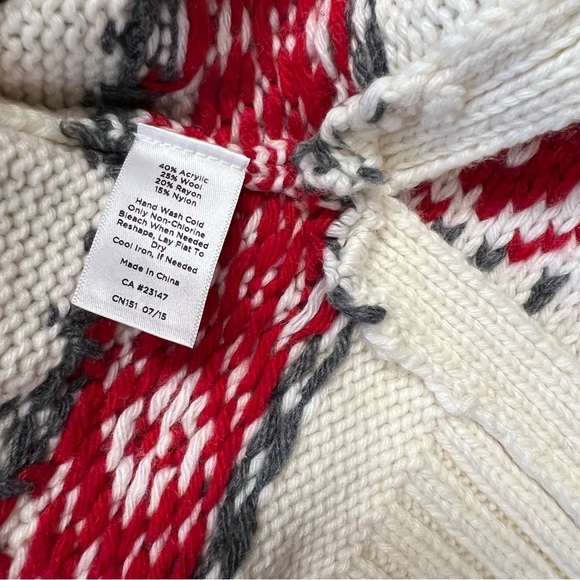 40% Acrylic
25% Wool
20% Rayon
15% Nylon
Hand Wash Cold
Only Non-Chlorine
Bleach When Needed
Reshape, Lay Flat To
Dry
Cool Iron, If Needed
Made In China
CA #23147
CN151 07/15